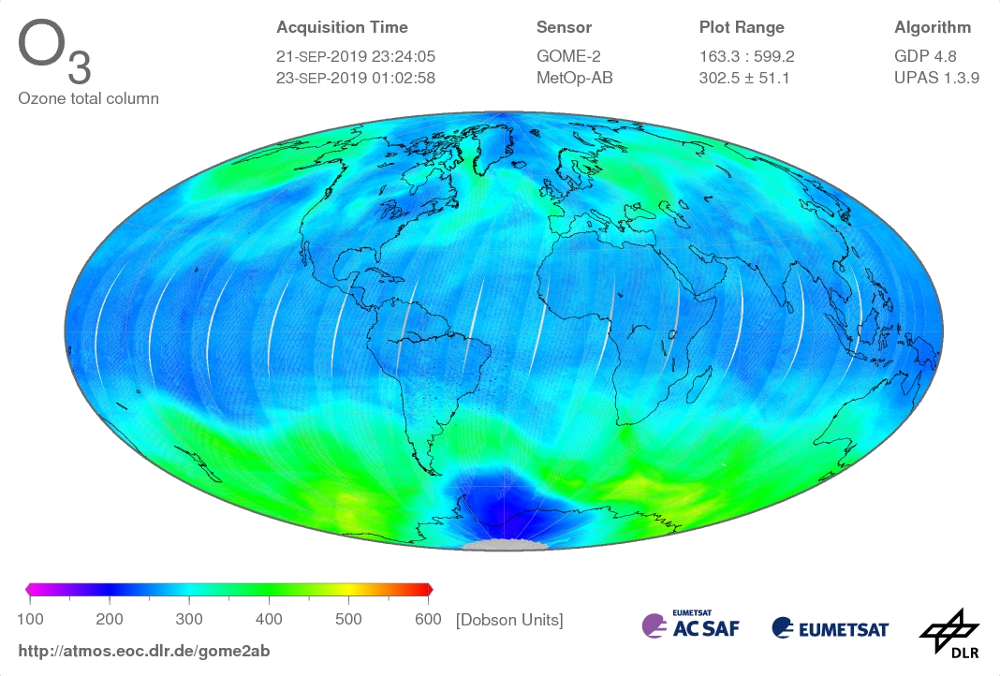 O3
Ozone total column
Acquisition Time
21-SEP-2019 23:24:05
23-SEP-2019 01:02:58
Sensor
GOME-2
MetOp-AB
Plot Range
163.3 : 599.2
302.5 ± 51.1
Algorithm
GDP 4.8
UPAS 1.3.9
100 200 300 400 500 600 [Dobson Units]
http://atmos.eoc.dlr.de/gome2ab
EUMETSAT
AC SAF
EUMETSAT
DLR